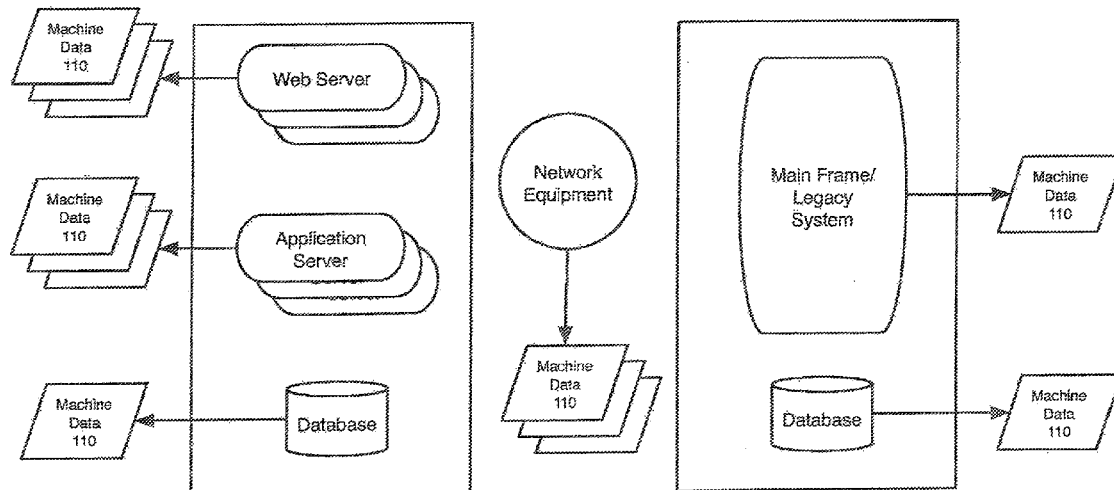 Machine
Data
110
Web Server
Machine
Data
110
Application
Server
Machine
Data
110
Database
Network
Equipment
Machine
Data
110
Main Frame/
Legacy
System
Machine
Data
110
Database
Machine
Data
110